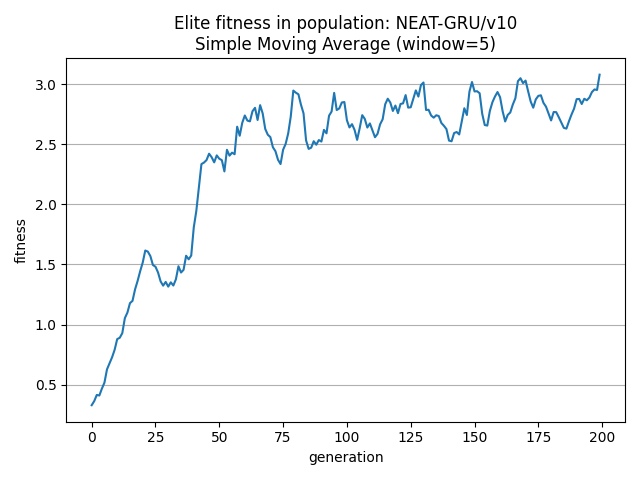 Elite fitness in population: NEAT-GRU/v10
Simple Moving Average (window=5)
3.0
2.5
2.0
1.5
1.0
0.5
fitness
0 25 50 75 100 125 150 175 200
generation